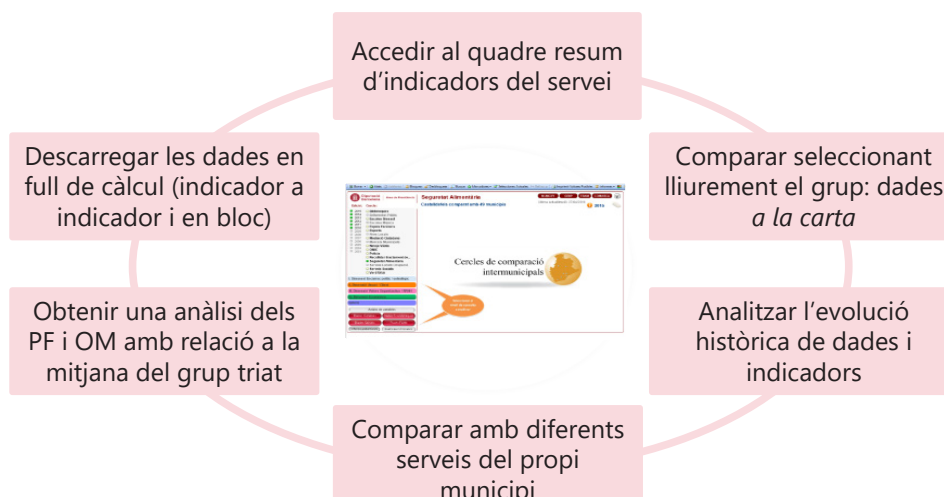 Accedir al quadre resum
d'indicadors del servei
Descarregar les dades en
full de càlcul (indicador a
indicador i en bloc)
Comparar seleccionant
lliurement el grup: dades
a la carta
Seguretat Alimentària
Cercles de comparació
intermunicipals
Obtenir una anàlisi dels
PF i OM amb relació a la
mitjana del grup triat
Analitzar l'evolució
històrica de dades i
indicadors
Comparar amb diferents
serveis del propi
municipi